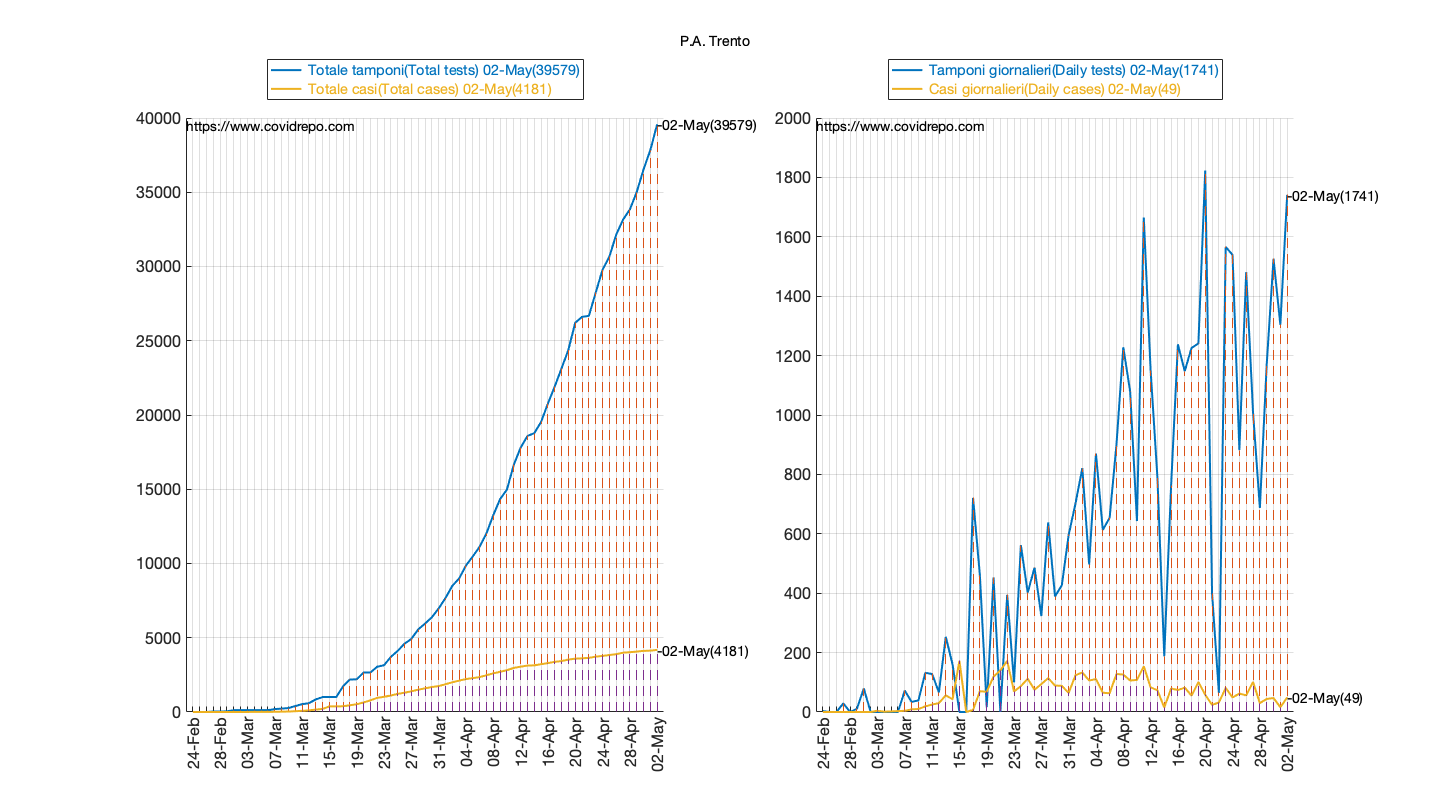 P.A. Trento
Totale tamponi(Total tests) 02-May(39579)
Totale casi(Total cases) 02-May(4181)
https://www.covidrepo.com
40000
35000
30000
25000
20000
15000
10000
5000
0
02-May(39579)
02-May(4181)
24-Feb
28-Feb
03-Mar
07-Mar
11-Mar
15-Mar
19-Mar
23-Mar
27-Mar
31-Mar
04-Apr
08-Apr
12-Apr
16-Apr
20-Apr
24-Apr
28-Apr
02-May
Tamponi giornalieri(Daily tests) 02-May(1741)
Casi giornalieri(Daily cases) 02-May(49)
https://www.covidrepo.com
2000
1800
1600
1400
1200
1000
800
600
400
200
0
02-May(1741)
02-May(49)
24-Feb
28-Feb
03-Mar
07-Mar
11-Mar
15-Mar
19-Mar
23-Mar
27-Mar
31-Mar
04-Apr
08-Apr
12-Apr
16-Apr
20-Apr
24-Apr
28-Apr
02-May